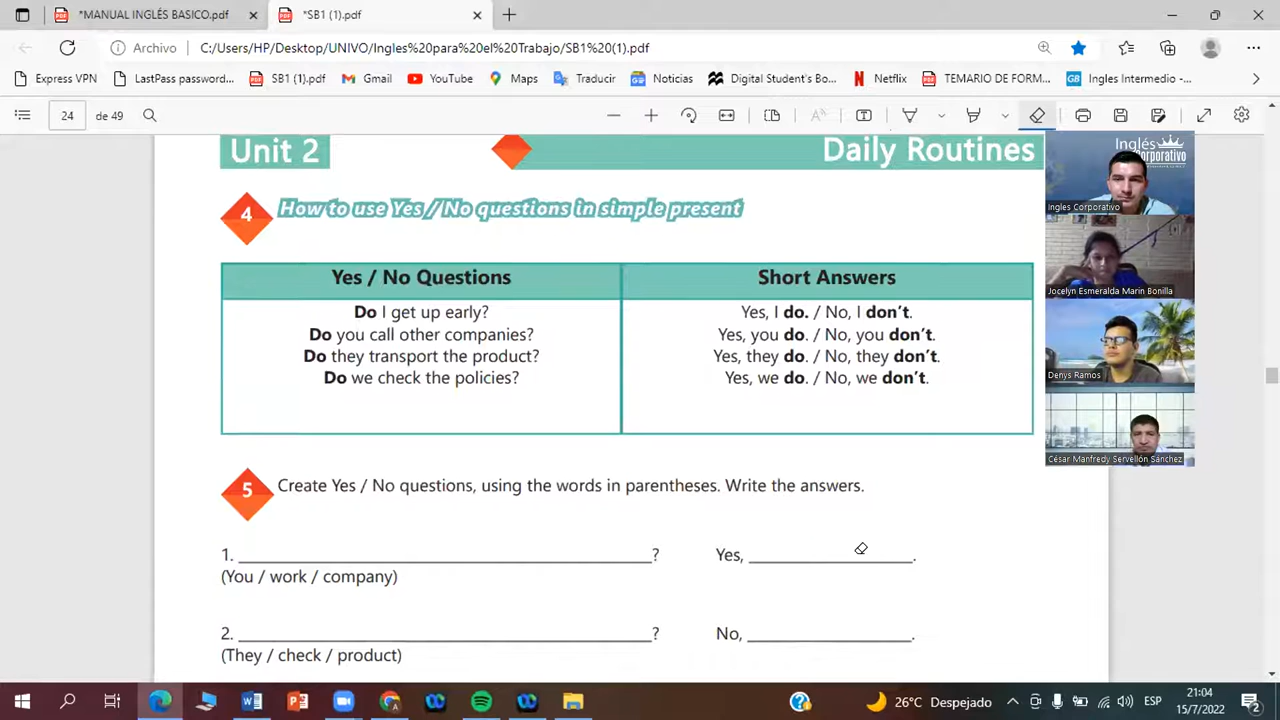 *MANUAL INGLÉS BASICO.pdf
*SB1 (1).pdf
Archivo
C:/Users/HP/Desktop/UNIVO/Ingles%20para%20el%20Trabajo/SB1%20(1).pdf
Express VPN
LastPass password...
SB1 (1).pdf
Gmail
YouTube
Maps
Traducir
Noticias
Digital Student's Bo...
Netflix
TEMARIO DE FORM...
Ingles Intermedio -...
24
de 49
Unit 2
Daily Routines
Inglés
Corporativo
Ingles Corporativo
Jocelyn Esmeralda Marin Bonilla
Denys Ramos
César Manfredy Servellón Sánchez
4
How to use Yes / No questions in simple present
Yes / No Questions
Short Answers
Do I get up early?
Yes, I do. / No, I don't.
Do you call other companies?
Yes, you do. / No, you don't.
Do they transport the product?
Yes, they do. / No, they don't.
Do we check the policies?
Yes, we do. / No, we don't.
5
Create Yes / No questions, using the words in parentheses. Write the answers.
1. ______________________________? Yes, ______________.
(You / work / company)
2. ______________________________? No, ______________.
(They / check / product)
26°C Despejado
ESP
21:04
15/7/2022
2